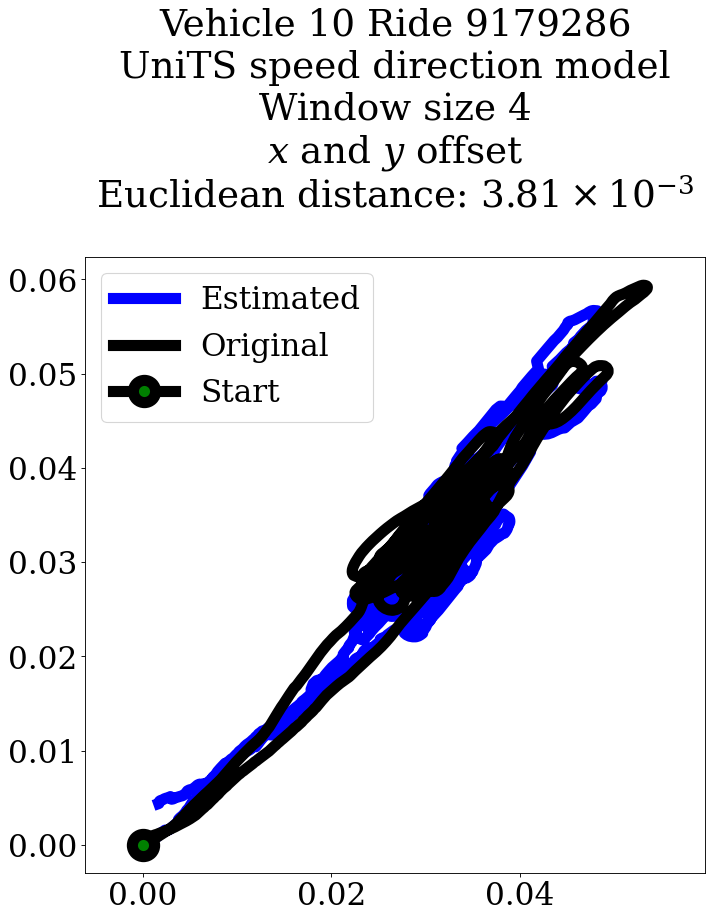 Vehicle 10 Ride 9179286
UniTS speed direction model
Window size 4
x and y offset
Euclidean distance: 3.81 × 10⁻³
Estimated
Original
Start
0.06
0.05
0.04
0.03
0.02
0.01
0.00
0.00 0.02 0.04